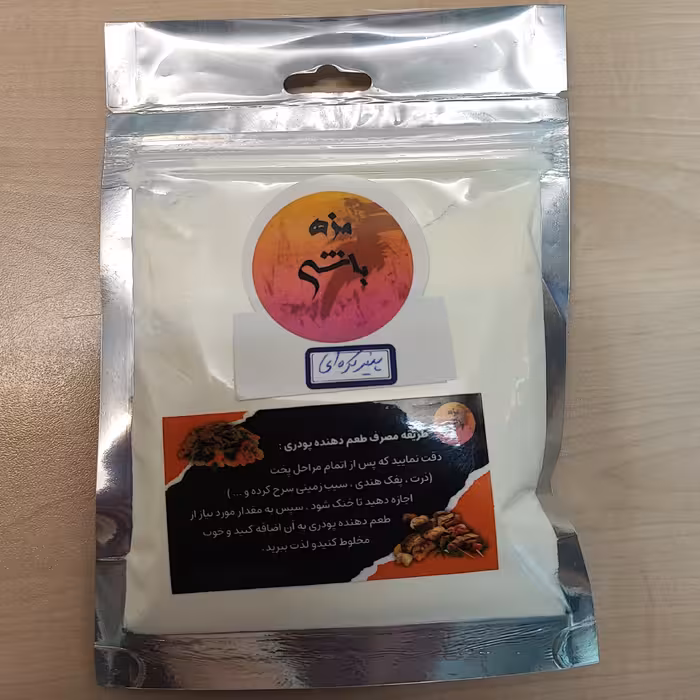 مزه
باشی
پنیر کره ای
طریقه مصرف طعم دهنده پودری :
دقت نمایید که پس از اتمام مراحل پخت
(ذرت ، پفک هندی ، سیب زمینی سرخ کرده و ... )
اجازه دهید تا خنک شود . سپس به مقدار مورد نیاز از
طعم دهنده پودری به آن اضافه کنید و خوب
مخلوط کنیدو لذت ببرید.